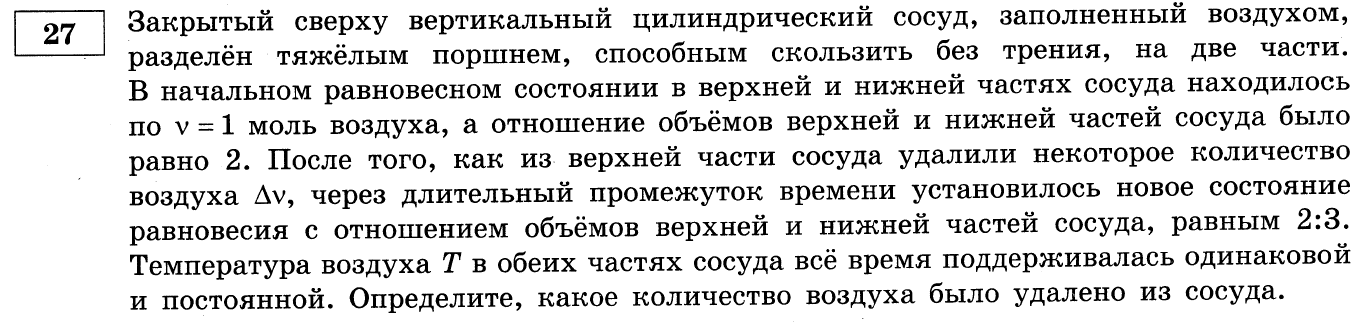 27
Закрытый сверху вертикальный цилиндрический сосуд, заполненный воздухом,
разделён тяжёлым поршнем, способным скользить без трения, на две части.
В начальном равновесном состоянии в верхней и нижней частях сосуда находилось
по ν = 1 моль воздуха, а отношение объёмов верхней и нижней частей сосуда было
равно 2. После того, как из верхней части сосуда удалили некоторое количество
воздуха Δν, через длительный промежуток времени установилось новое состояние
равновесия с отношением объёмов верхней и нижней частей сосуда, равным 2:3.
Температура воздуха T в обеих частях сосуда всё время поддерживалась одинаковой
и постоянной. Определите, какое количество воздуха было удалено из сосуда.